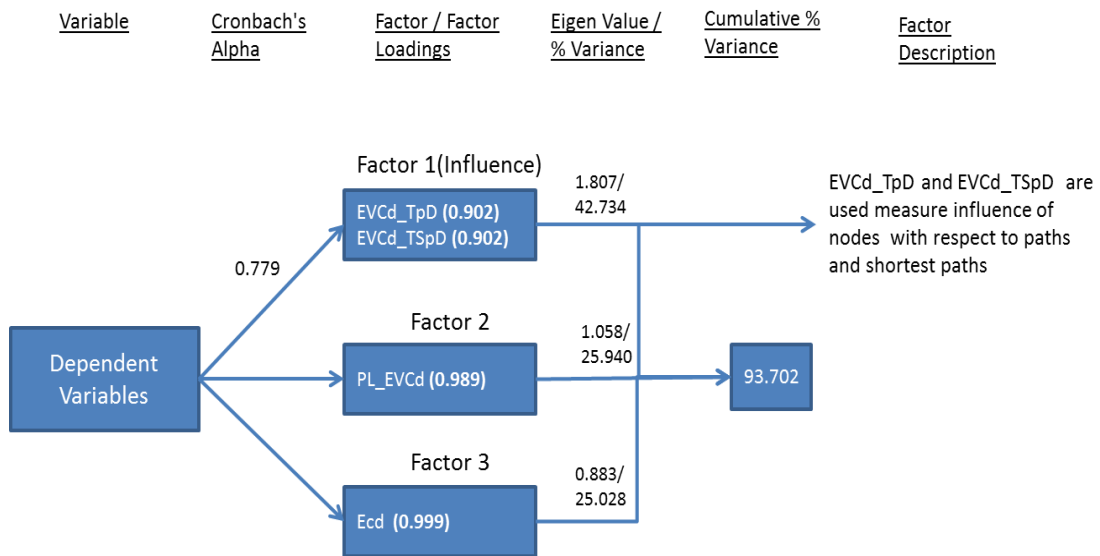 Variable
Cronbach's
Alpha
Factor / Factor
Loadings
Eigen Value /
% Variance
Cumulative %
Variance
Factor
Description
Factor 1(Influence)
EVCd_TpD (0.902)
EVCd_TSpD (0.902)
1.807/
42.734
EVCd_TpD and EVCd_TSpD are
used measure influence of
nodes with respect to paths
and shortest paths
0.779
Dependent
Variables
Factor 2
PL_EVCd (0.989)
1.058/
25.940
93.702
Factor 3
Ecd (0.999)
0.883/
25.028